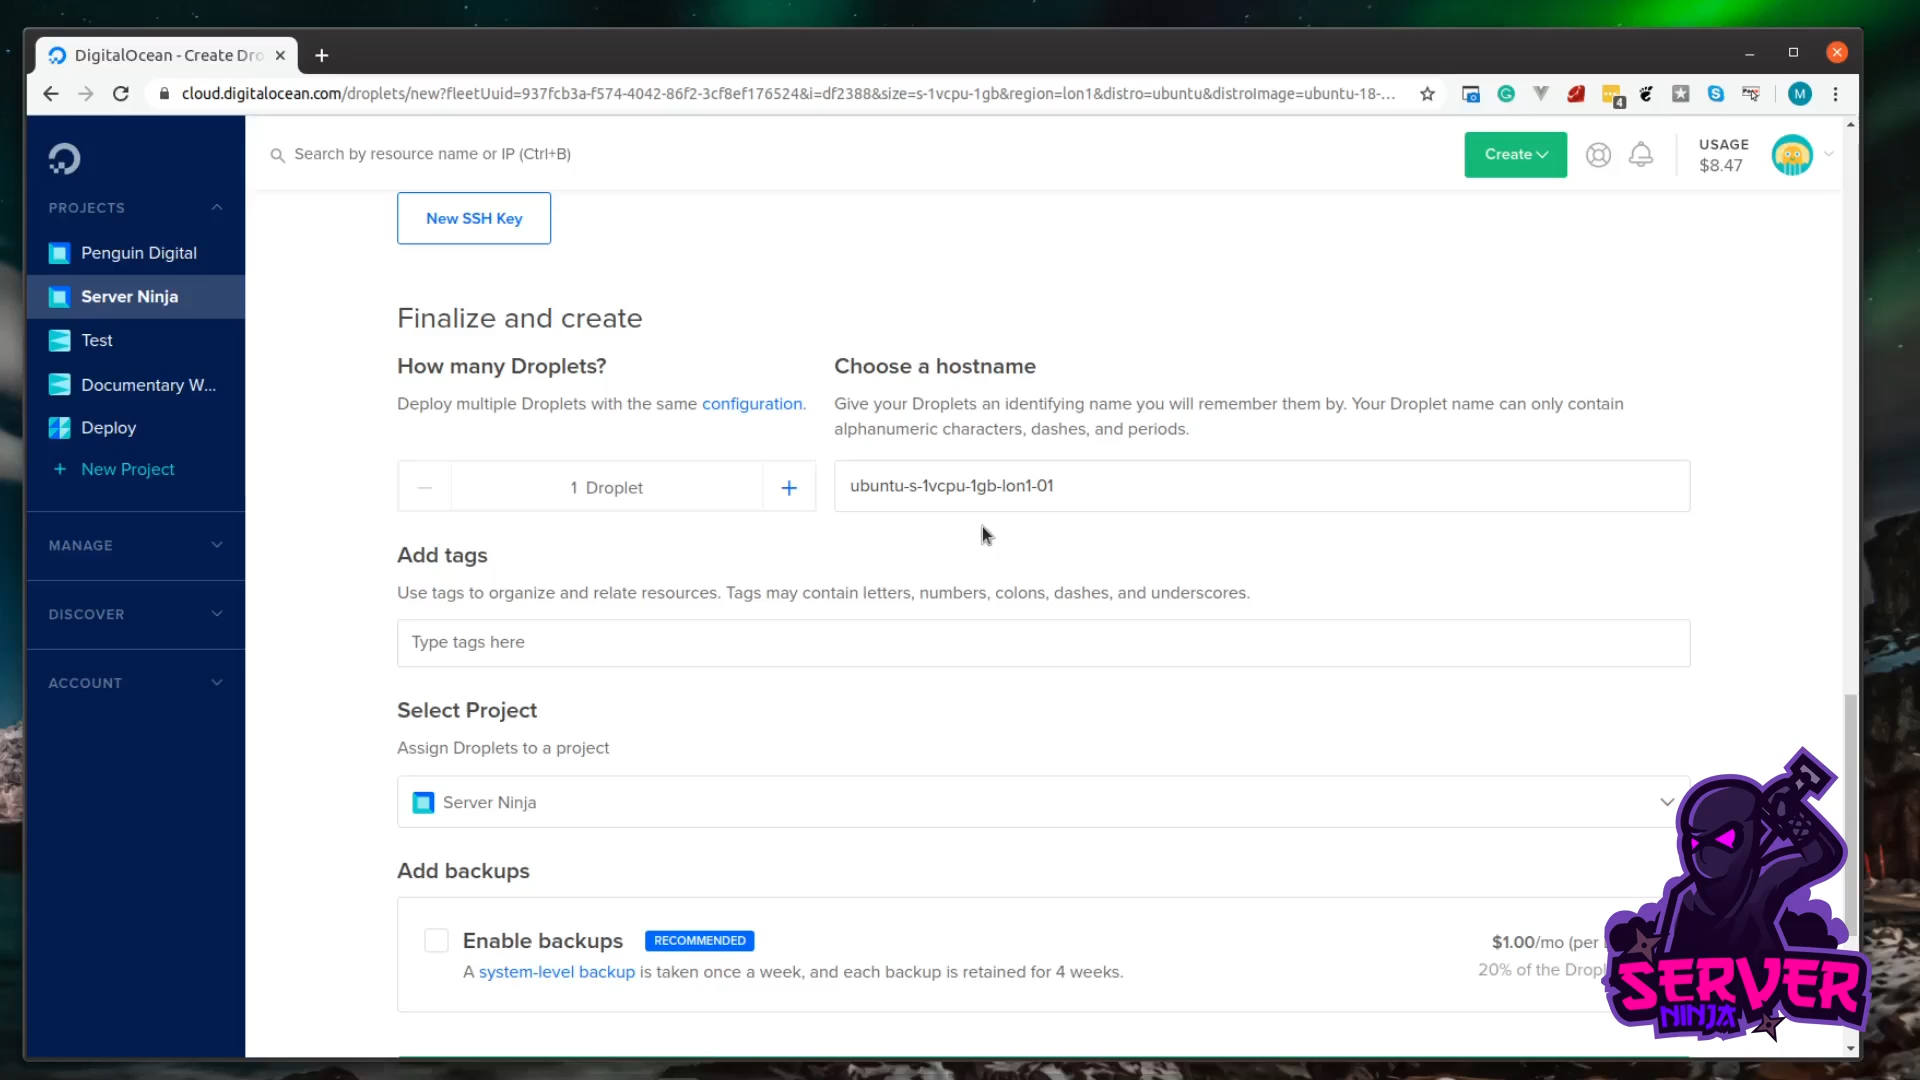 DigitalOcean - Create Dro
cloud.digitalocean.com/droplets/new?fleetUuid=937fcb3a-f574-4042-86f2-3cf8ef176524&i=df2388&size=s-1vcpu-1gb&region=lon1&distro=ubuntu&distroImage=ubuntu-18-...
4
M
Search by resource name or IP (Ctrl+B)
Create
USAGE
$8.47
PROJECTS
Penguin Digital
Server Ninja
Test
Documentary W...
Deploy
+ New Project
MANAGE
DISCOVER
ACCOUNT
New SSH Key
Finalize and create
How many Droplets?
Deploy multiple Droplets with the same configuration.
1 Droplet
Choose a hostname
Give your Droplets an identifying name you will remember them by. Your Droplet name can only contain
alphanumeric characters, dashes, and periods.
ubuntu-s-1vcpu-1gb-lon1-01
Add tags
Use tags to organize and relate resources. Tags may contain letters, numbers, colons, dashes, and underscores.
Type tags here
Select Project
Assign Droplets to a project
Server Ninja
Add backups
Enable backups RECOMMENDED
A system-level backup is taken once a week, and each backup is retained for 4 weeks.
$1.00/mo (per
20% of the Drop
SERVER
NINJA